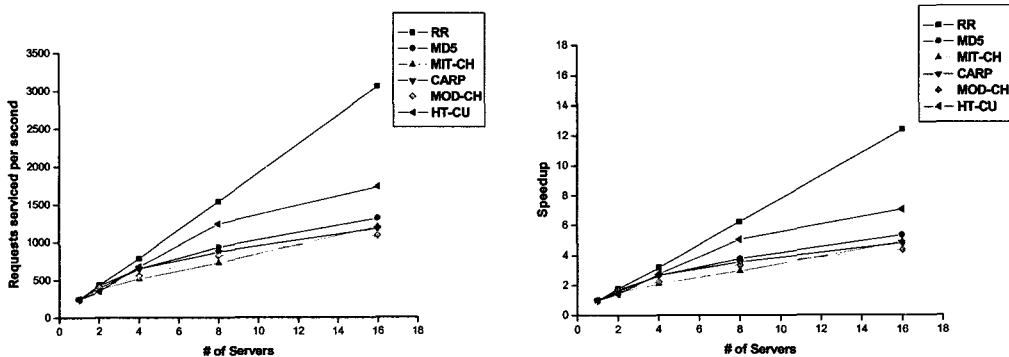 RR
MD5
MIT-CH
CARP
MOD-CH
HT-CU
Requests serviced per second
3500
3000
2500
2000
1500
1000
500
0
0 2 4 6 8 10 12 14 16 18
# of Servers
RR
MD5
MIT-CH
CARP
MOD-CH
HT-CU
Speedup
18
16
14
12
10
8
6
4
2
0
0 2 4 6 8 10 12 14 16 18
# of Servers